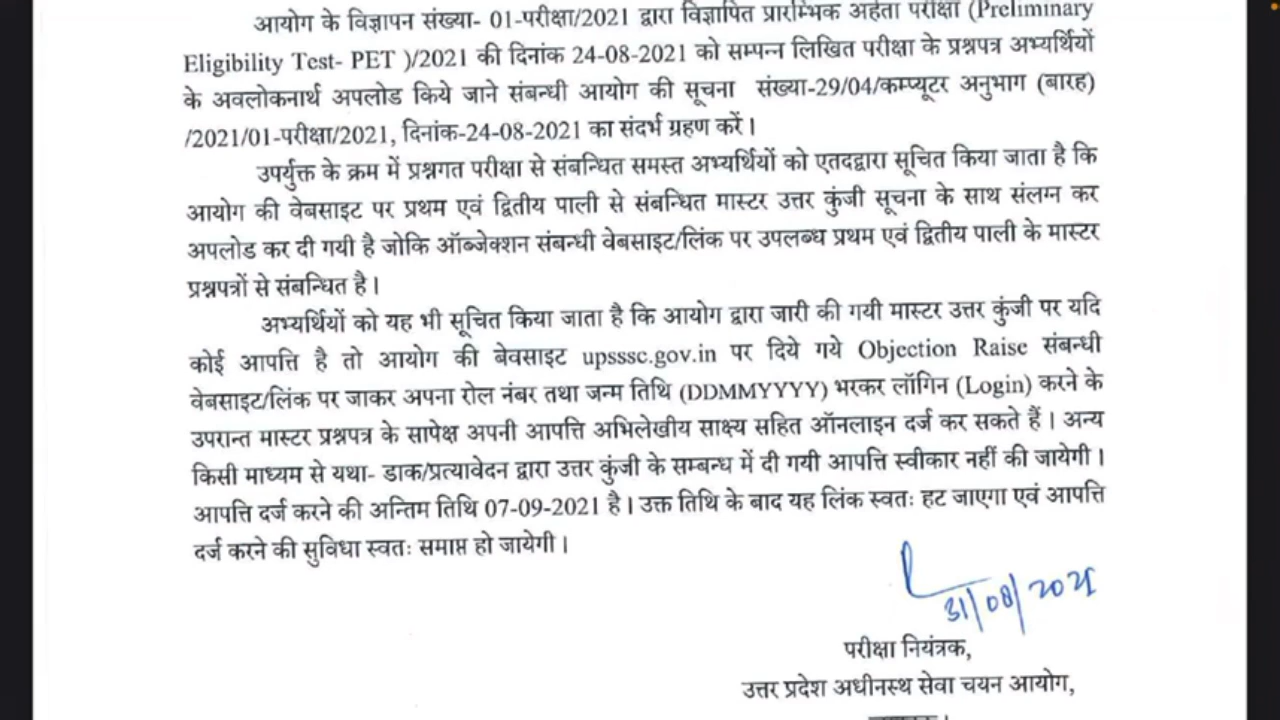 आयोग के विज्ञापन संख्या- 01-परीक्षा/2021 द्वारा विज्ञापित प्रारम्भिक अर्हता परीक्षा (Preliminary
Eligibility Test- PET )/2021 की दिनांक 24-08-2021 को सम्पन्न लिखित परीक्षा के प्रश्नपत्र अभ्यर्थियों
के अवलोकनार्थ अपलोड किये जाने संबन्धी आयोग की सूचना संख्या-29/04/कम्प्यूटर अनुभाग (बारह)
/2021/01-परीक्षा/2021, दिनांक-24-08-2021 का संदर्भ ग्रहण करें।
उपर्युक्त के क्रम में प्रश्नगत परीक्षा से संबन्धित समस्त अभ्यर्थियों को एतदद्वारा सूचित किया जाता है कि
आयोग की वेबसाइट पर प्रथम एवं द्वितीय पाली से संबन्धित मास्टर उत्तर कुंजी सूचना के साथ संलग्न कर
अपलोड कर दी गयी है जोकि ऑब्जेक्शन संबन्धी वेबसाइट/लिंक पर उपलब्ध प्रथम एवं द्वितीय पाली के मास्टर
प्रश्नपत्रों से संबन्धित है।
अभ्यर्थियों को यह भी सूचित किया जाता है कि आयोग द्वारा जारी की गयी मास्टर उत्तर कुंजी पर यदि
कोई आपत्ति है तो आयोग की बेवसाइट upsssc.gov.in पर दिये गये Objection Raise संबन्धी
वेबसाइट/लिंक पर जाकर अपना रोल नंबर तथा जन्म तिथि (DDMMYYYY) भरकर लॉगिन (Login) करने के
उपरान्त मास्टर प्रश्नपत्र के सापेक्ष अपनी आपत्ति अभिलेखीय साक्ष्य सहित ऑनलाइन दर्ज कर सकते हैं। अन्य
किसी माध्यम से यथा- डाक/प्रत्यावेदन द्वारा उत्तर कुंजी के सम्बन्ध में दी गयी आपत्ति स्वीकार नहीं की जायेगी।
आपत्ति दर्ज करने की अन्तिम तिथि 07-09-2021 है। उक्त तिथि के बाद यह लिंक स्वतः हट जाएगा एवं आपत्ति
दर्ज करने की सुविधा स्वतः समाप्त हो जायेगी।
31/08/2021
परीक्षा नियंत्रक,
उत्तर प्रदेश अधीनस्थ सेवा चयन आयोग,